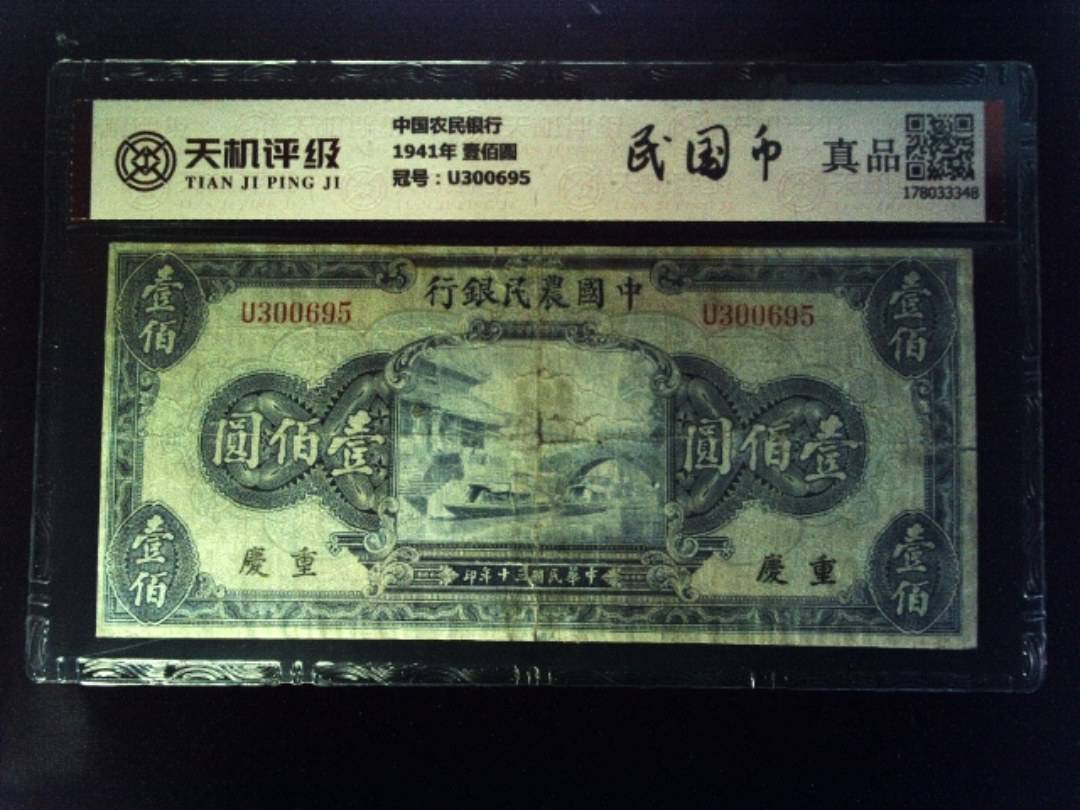 天机评级
TIAN JI PING JI
中国农民银行
1941年 壹佰圓
冠号：U300695
民国币
真品
178033348
壹佰
行銀民農國中
壹佰
U300695
U300695
圓佰壹
圓佰壹
慶重
慶重
壹佰
印年十三國民華中
壹佰